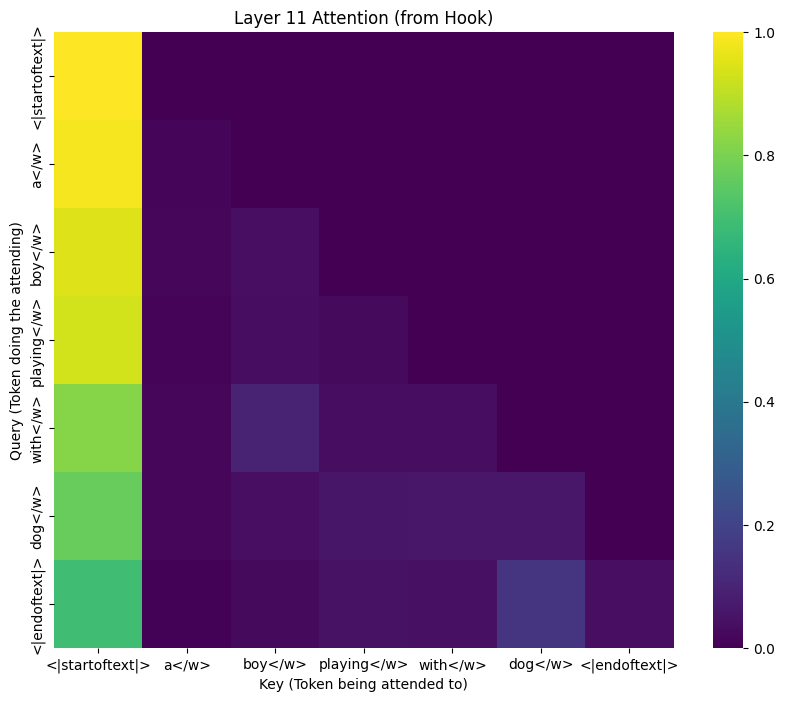 Layer 11 Attention (from Hook)
Query (Token doing the attending)
<|startoftext|>
a</w>
boy</w>
playing</w>
with</w>
dog</w>
<|endoftext|>
1.0
0.8
0.6
0.4
0.2
0.0
<|startoftext|> a</w> boy</w> playing</w> with</w> dog</w> <|endoftext|>
Key (Token being attended to)